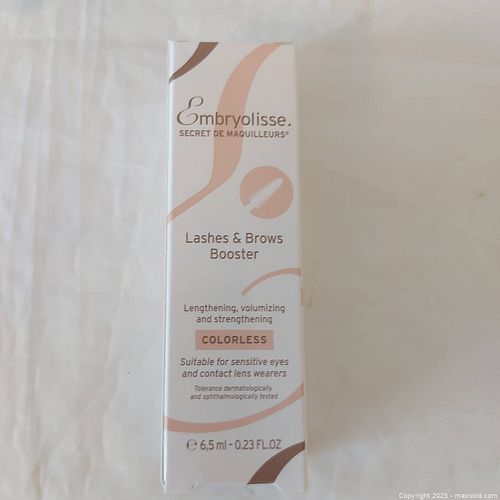 Embryolisse.
SECRET DE MAQUILLEURS®
Lashes & Brows
Booster
Lengthening, volumizing
and strengthening
COLORLESS
Suitable for sensitive eyes
and contact lens wearers
Tolerance dermatologically
and ophthalmologically tested
℮ 6,5 ml - 0.23 FL.OZ
Copyright 2025 - maxsold.com